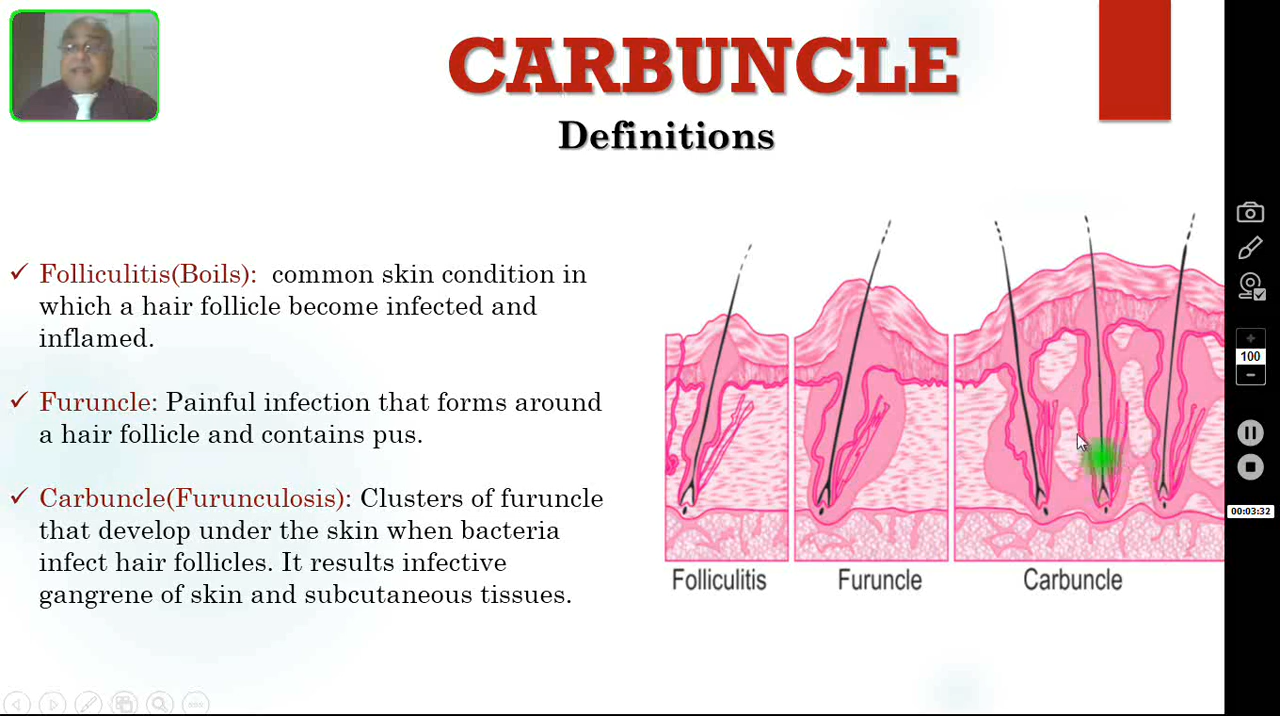 CARBUNCLE
Definitions
✓ Folliculitis(Boils): common skin condition in
which a hair follicle become infected and
inflamed.
✓ Furuncle: Painful infection that forms around
a hair follicle and contains pus.
✓ Carbuncle(Furunculosis): Clusters of furuncle
that develop under the skin when bacteria
infect hair follicles. It results infective
gangrene of skin and subcutaneous tissues.
Folliculitis
Furuncle
Carbuncle
100
00:03:32